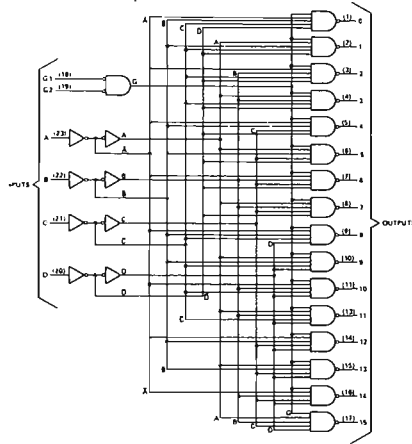 A
B
C
D
(1) 0
(2) 1
(3) 2
(4) 3
(5) 4
(6) 5
(7) 6
(8) 7
(9) 8
(10) 9
(11) 10
(13) 11
(14) 12
(15) 13
(16) 14
(17) 15
G1 (18)
G2 (19)
G
A (23) A
A
B (22) B
B
C (21) C
C
D (20) D
D
PUTS
OUTPUT
A
B
C
D
D
C
B
A
A
B
C
D